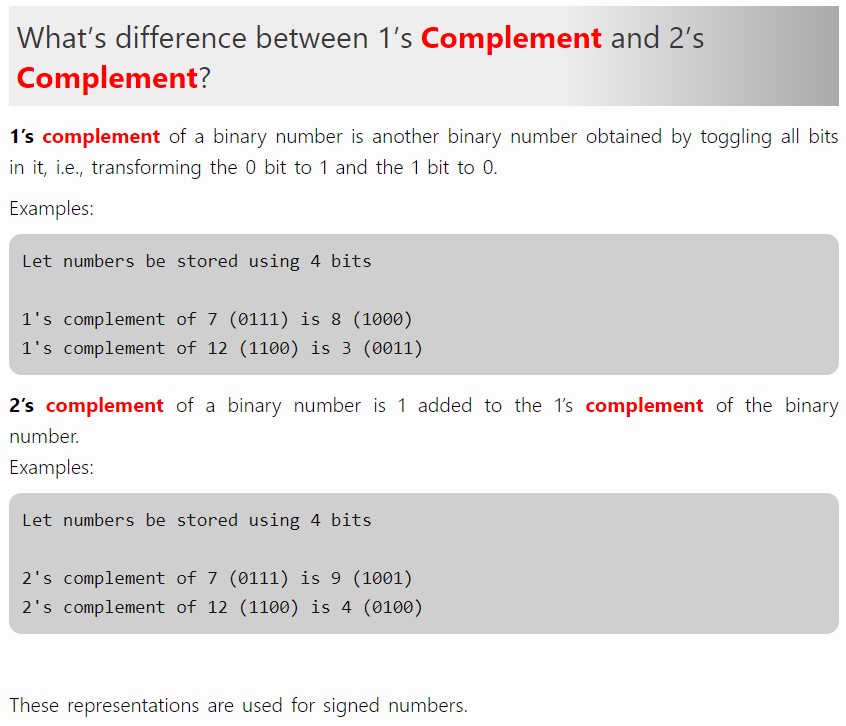 What’s difference between 1’s Complement and 2’s
Complement?
1’s complement of a binary number is another binary number obtained by toggling all bits
in it, i.e., transforming the 0 bit to 1 and the 1 bit to 0.
Examples:
Let numbers be stored using 4 bits
1's complement of 7 (0111) is 8 (1000)
1's complement of 12 (1100) is 3 (0011)
2’s complement of a binary number is 1 added to the 1’s complement of the binary
number.
Examples:
Let numbers be stored using 4 bits
2's complement of 7 (0111) is 9 (1001)
2's complement of 12 (1100) is 4 (0100)
These representations are used for signed numbers.